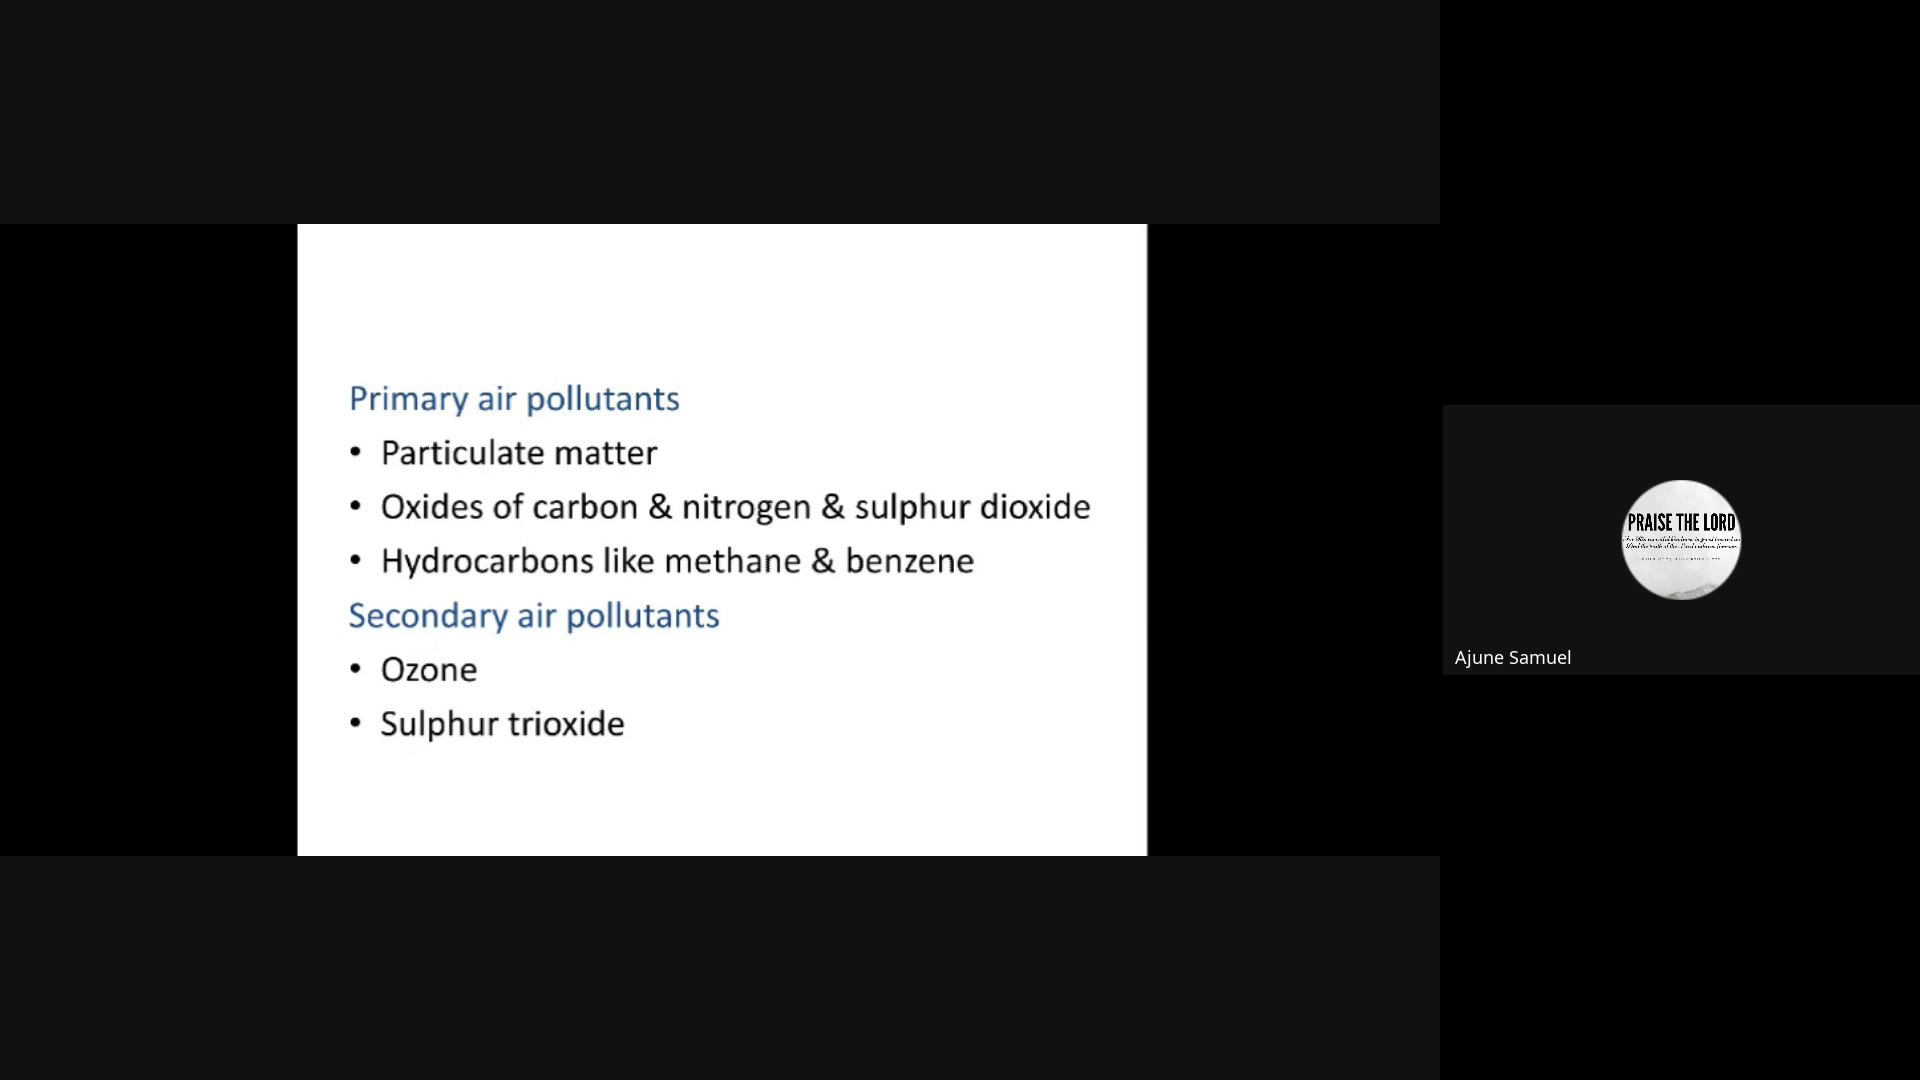 Primary air pollutants
• Particulate matter
• Oxides of carbon & nitrogen & sulphur dioxide
• Hydrocarbons like methane & benzene
Secondary air pollutants
• Ozone
• Sulphur trioxide
PRAISE THE LORD
Ajune Samuel